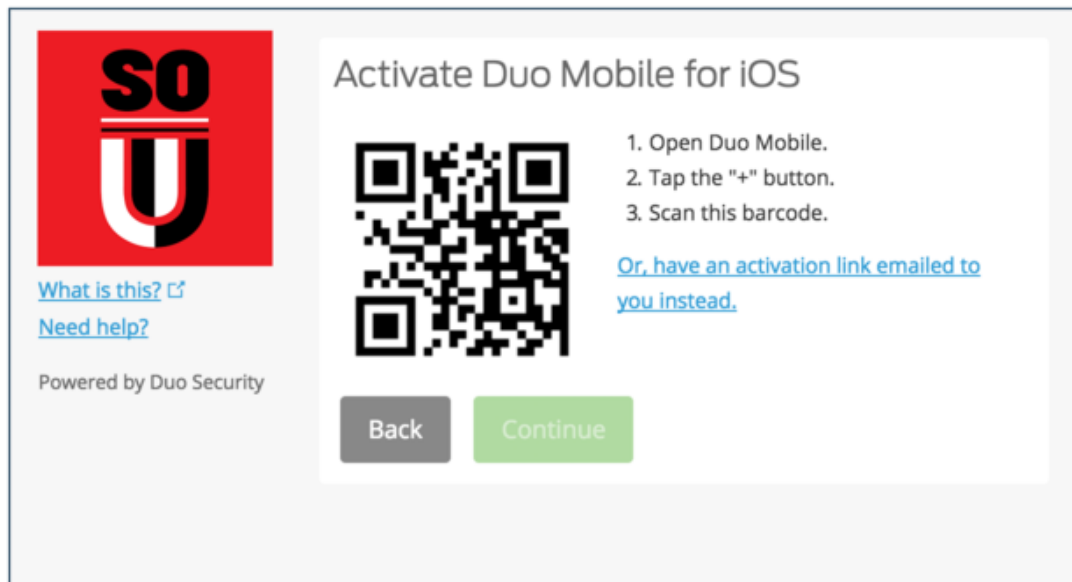 SO
U
What is this?
Need help?
Powered by Duo Security
Activate Duo Mobile for iOS
1. Open Duo Mobile.
2. Tap the "+" button.
3. Scan this barcode.
Or, have an activation link emailed to
you instead.
Back
Continue